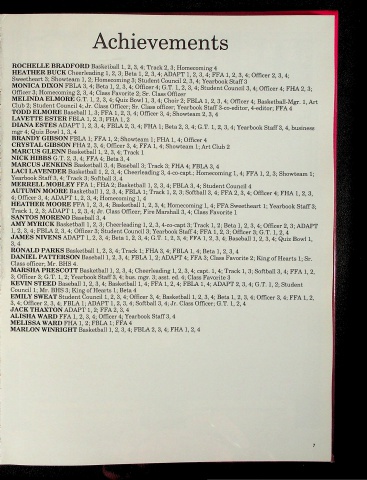 Achievements
ROCHELLE BRADFORD Basketball 1, 2, 3, 4; Track 2, 3; Homecoming 4
HEATHER BUCK Cheerleading 1, 2, 3; Beta 1, 2, 3, 4; ADAPT 1, 2, 3, 4; FFA 1, 2, 3, 4; Officer 2, 3, 4;
Sweetheart 3; Showteam 1, 2; Homecoming 3; Student Council 2, 3, 4; Yearbook Staff 3
MONICA DIXON FBLA 3, 4; Beta 1, 2, 3, 4; Officer 4; G.T. 1, 2, 3, 4; Student Council 3, 4; Officer 4; FHA 2, 3;
Officer 3; Homecoming 2, 3, 4; Class Favorite 2, Sr. Class Officer
MELINDA ELMORE G.T. 1, 2, 3, 4; Quiz Bowl 1, 3, 4; Choir 2; FBLA 1, 2, 3, 4; Officer 4; Basketball-Mgr. 1, Art
Club 2; Student Council 4; Jr. Class Officer; Sr. Class officer; Yearbook Staff 3-co-editor, 4-editor; FFA 4
TODD ELMORE Baseball 1, 3; FFA 1, 2, 3, 4; Officer 3, 4; Showteam 2, 3, 4
LAVETTE ESTER FBLA 1, 2, 3; FHA 1, 2
DIANA ESTES ADAPT 1, 2, 3, 4; FBLA 2, 3, 4; FHA 1; Beta 2, 3, 4; G.T. 1, 2, 3, 4; Yearbook Staff 3, 4, business
mgr 4; Quiz Bowl 1, 3, 4
BRANDY GIBSON FBLA 1; FFA 1, 2; Showteam 1; FHA 1, 4; Officer 4
CRYSTAL GIBSON FHA 2, 3, 4; Officer 3, 4; FFA 1, 4; Showteam 1; Art Club 2
MARCUS GLENN Basketball 1, 2, 3, 4; Track 1
NICK HIBBS G.T. 2, 3, 4; FFA 4; Beta 3, 4
MARCUS JENKINS Basketball 3, 4; Baseball 3; Track 3; FHA 4; FBLA 3, 4
LACI LAVENDER Basketball 1, 2, 3, 4; Cheerleading 3, 4-co-capt.; Homecoming 1, 4; FFA 1, 2, 3; Showteam 1;
Yearbook Staff 3, 4; Track 3; Softball 3, 4
MERRELL MOBLEY FFA 1; FHA 2; Basketball 1, 2, 3, 4; FBLA 3, 4; Student Council 4
AUTUMN MOORE Basketball 1, 2, 3, 4; FBLA 1; Track 1, 2, 3; Softball 3, 4; FFA 2, 3, 4; Officer 4; FHA 1, 2, 3,
4; Officer 3, 4; ADAPT 1, 2, 3, 4; Homecoming 1, 4
HEATHER MOORE FFA 1, 2, 3, 4; Basketball 1, 2, 3, 4; Homecoming 1, 4; FFA Sweetheart 1; Yearbook Staff 3;
Track 1, 2, 3; ADAPT 1, 2, 3, 4; Jr. Class Officer; Fire Marshall 3, 4; Class Favorite 1
SANTOS MORENO Baseball 3, 4
AMY MYRICK Basketball 1, 2, 3; Cheerleading 1, 2, 3, 4-co-capt 3; Track 1, 2; Beta 1, 2, 3, 4; Officer 2, 3; ADAPT
1, 2, 3, 4; FBLA 2, 3, 4; Officer 3; Student Council 3; Yearbook Staff 4; FFA 1, 2, 3; Officer 3; G.T. 1, 2, 4
JAMES NIVENS ADAPT 1, 2, 3, 4; Beta 1, 2, 3, 4; G.T. 1, 2, 3, 4; FFA 1, 2, 3, 4; Baseball 1, 2, 3, 4; Quiz Bowl 1,
3, 4
RONALD PARKS Basketball 1, 2, 3, 4; Track 1; FHA 3, 4; FBLA 1, 4; Beta 1, 2, 3, 4
DANIEL PATTERSON Baseball 1, 2, 3, 4; FBLA 1, 2; ADAPT 4; FFA 3; Class Favorite 2; King of Hearts 1; Sr.
Class officer; Mr. BHS 4
MARSHA PRESCOTT Basketball 1, 2, 3, 4; Cheerleading 1, 2, 3, 4; capt. 1, 4; Track 1, 3; Softball 3, 4; FFA 1, 2,
3; Officer 3; G.T. 1, 2; Yearbook Staff 3, 4; bus. mgr. 3, asst. ed. 4; Class Favorite 3
KEVIN STEED Baseball 1, 2, 3, 4; Basketball 1, 4; FFA 1, 2, 4; FBLA 1, 4; ADAPT 2, 3, 4; G.T. 1, 2; Student
Council 1; Mr. BHS 3; King of Hearts 1; Beta 4
EMILY SWEAT Student Council 1, 2, 3, 4; Officer 3, 4; Basketball 1, 2, 3, 4; Beta 1, 2, 3, 4; Officer 3, 4; FFA 1, 2,
3, 4; Officer 2, 3, 4; FBLA 1; ADAPT 2, 3, 4; Softball 3, 4; Jr. Class Officer; G.T. 1, 2, 4
JACK THAXTON ADAPT 1, 2; FFA 2, 3, 4
ALISHA WARD FFA 1, 2, 3, 4; Officer 4; Yearbook Staff 3, 4
MELISSA WARD FHA 1, 2; FBLA 1; FFA 4
MARLON WINRIGHT Basketball 1, 2, 3, 4; FBLA 2, 3, 4, FHA 1, 2, 4
7